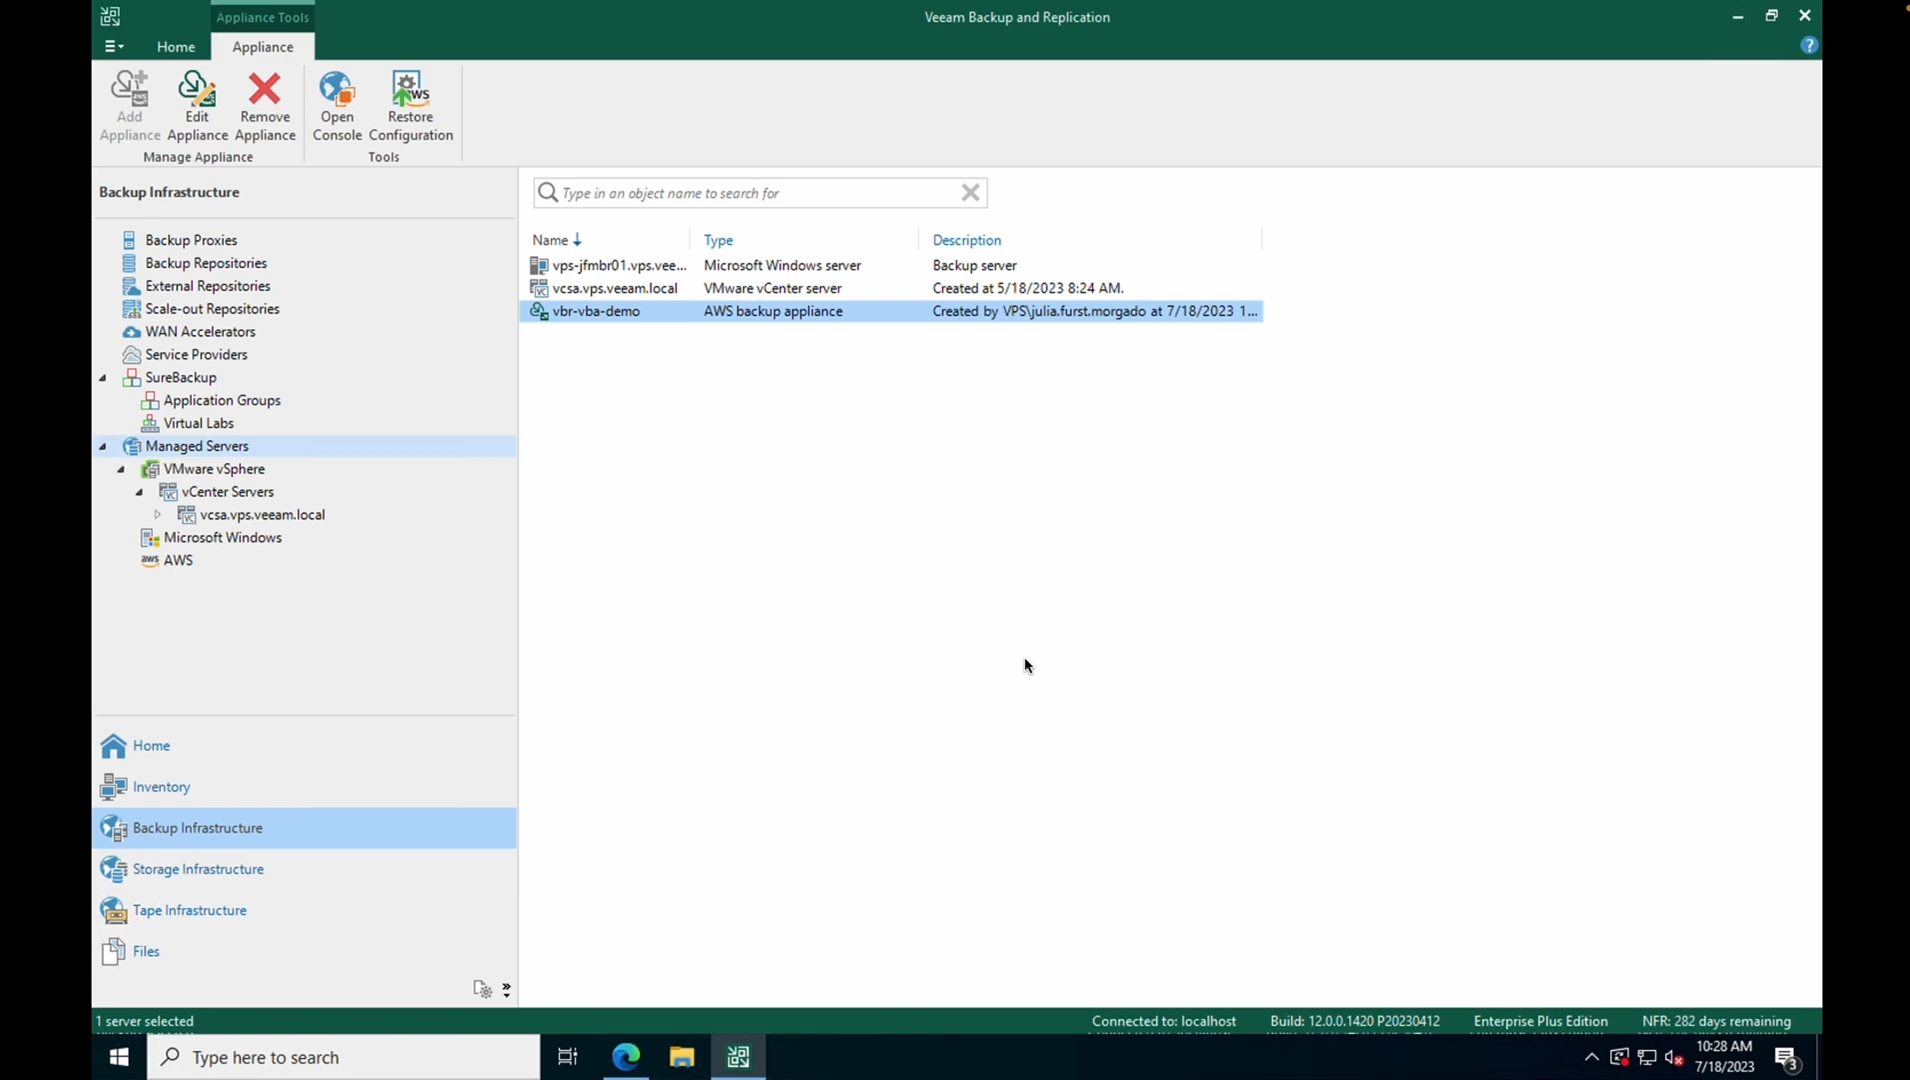 Appliance Tools
Veeam Backup and Replication
Home
Appliance
?
aws
aws
Add Appliance
Edit Appliance
Remove Appliance
Open Console
Restore Configuration
Manage Appliance
Tools
Backup Infrastructure
Backup Proxies
Backup Repositories
External Repositories
Scale-out Repositories
WAN Accelerators
Service Providers
SureBackup
Application Groups
Virtual Labs
Managed Servers
VMware vSphere
vCenter Servers
vcsa.vps.veeam.local
Microsoft Windows
aws AWS
Type in an object name to search for
Name Type Description
vps-jfmbr01.vps.vee... Microsoft Windows server Backup server
vcsa.vps.veeam.local VMware vCenter server Created at 5/18/2023 8:24 AM.
vbr-vba-demo AWS backup appliance Created by VPS\julia.furst.morgado at 7/18/2023 1...
Home
Inventory
Backup Infrastructure
Storage Infrastructure
Tape Infrastructure
Files
1 server selected
Connected to: localhost
Build: 12.0.0.1420 P20230412
Enterprise Plus Edition
NFR: 282 days remaining
Type here to search
10:28 AM
7/18/2023
3